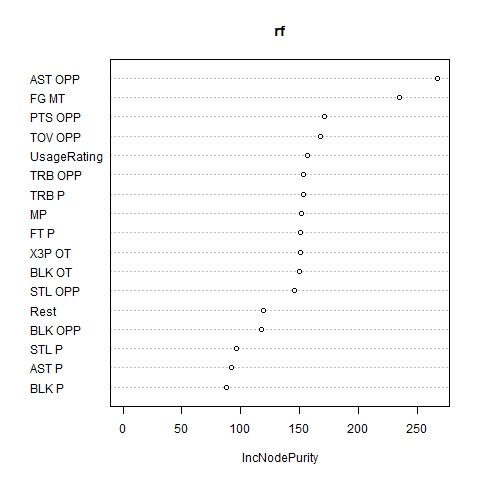 rf
AST OPP
FG MT
PTS OPP
TOV OPP
UsageRating
TRB OPP
TRB P
MP
FT P
X3P OT
BLK OT
STL OPP
Rest
BLK OPP
STL P
AST P
BLK P
0 50 100 150 200 250
IncNodePurity